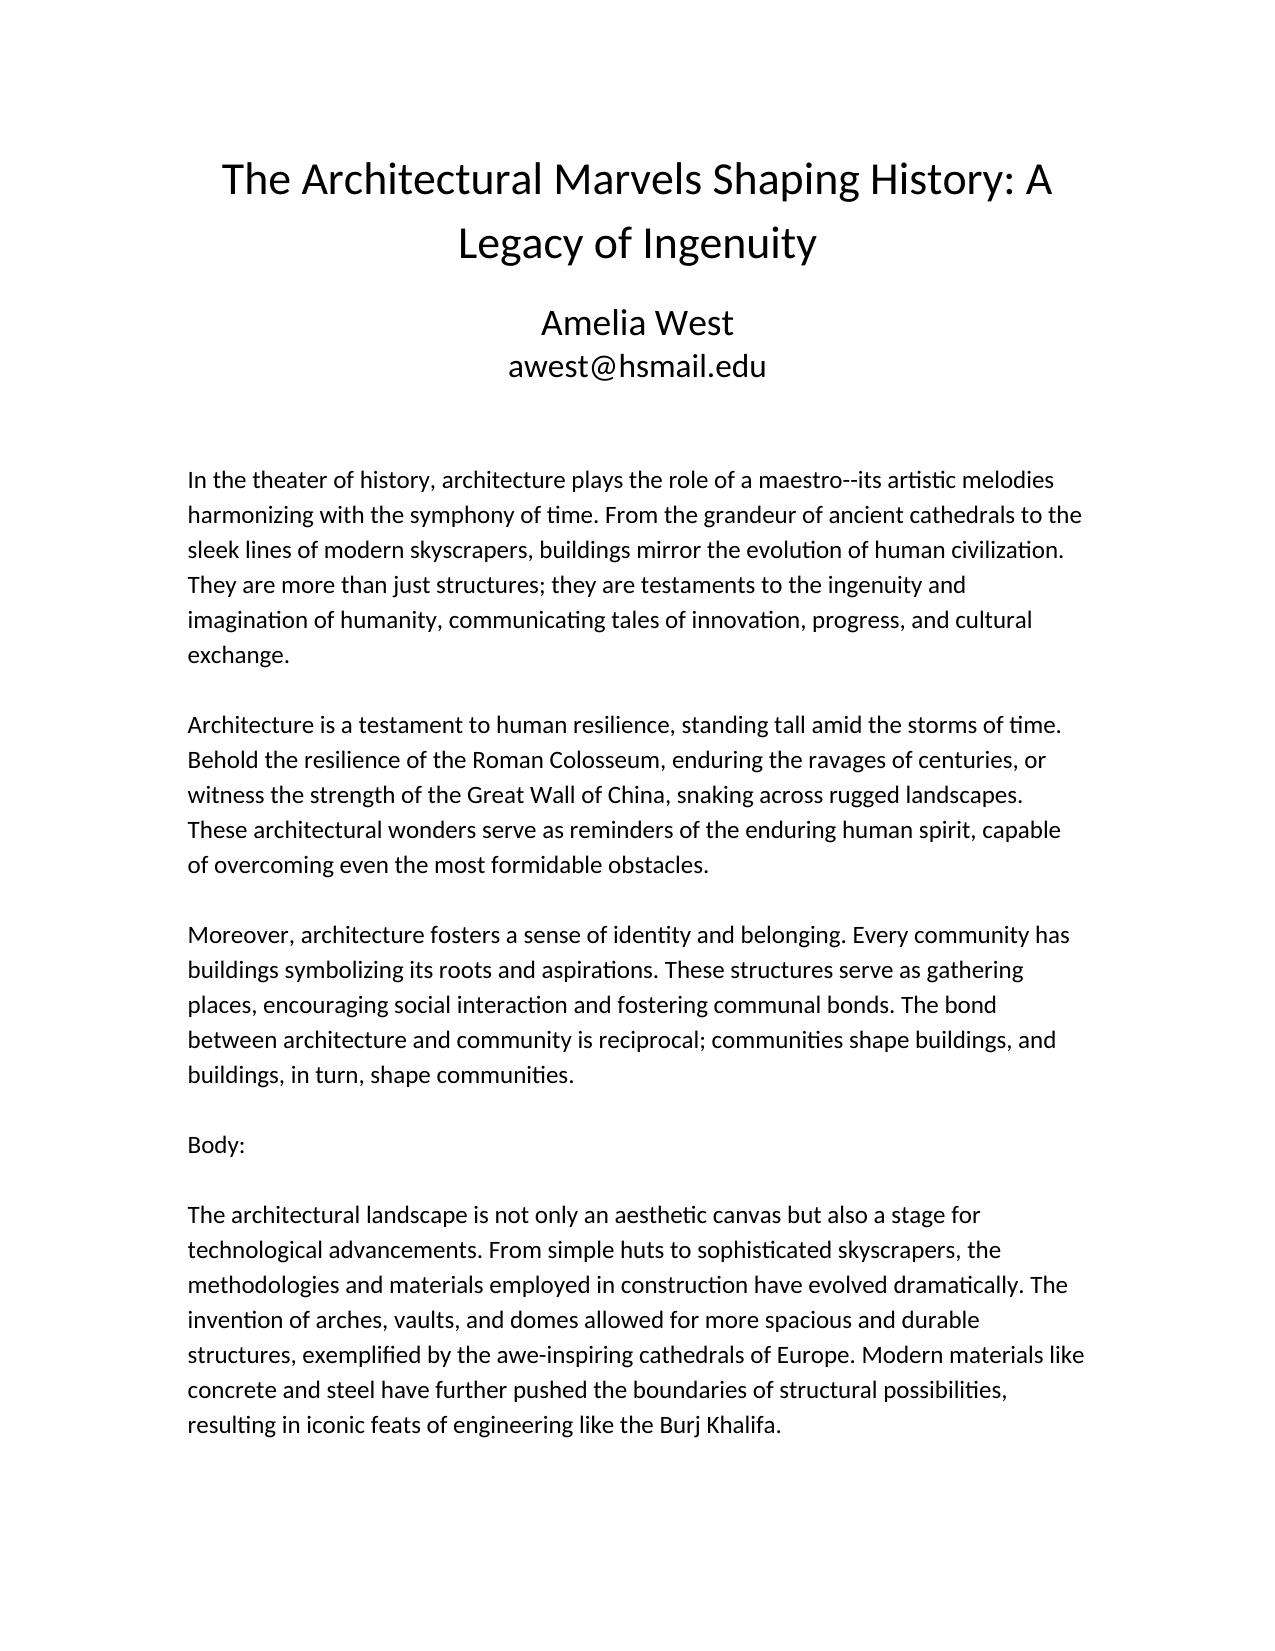 The Architectural Marvels Shaping History: A
Legacy of Ingenuity
Amelia West
awest@hsmail.edu
In the theater of history, architecture plays the role of a maestro--its artistic melodies
harmonizing with the symphony of time. From the grandeur of ancient cathedrals to the
sleek lines of modern skyscrapers, buildings mirror the evolution of human civilization.
They are more than just structures; they are testaments to the ingenuity and
imagination of humanity, communicating tales of innovation, progress, and cultural
exchange.
Architecture is a testament to human resilience, standing tall amid the storms of time.
Behold the resilience of the Roman Colosseum, enduring the ravages of centuries, or
witness the strength of the Great Wall of China, snaking across rugged landscapes.
These architectural wonders serve as reminders of the enduring human spirit, capable
of overcoming even the most formidable obstacles.
Moreover, architecture fosters a sense of identity and belonging. Every community has
buildings symbolizing its roots and aspirations. These structures serve as gathering
places, encouraging social interaction and fostering communal bonds. The bond
between architecture and community is reciprocal; communities shape buildings, and
buildings, in turn, shape communities.
Body:
The architectural landscape is not only an aesthetic canvas but also a stage for
technological advancements. From simple huts to sophisticated skyscrapers, the
methodologies and materials employed in construction have evolved dramatically. The
invention of arches, vaults, and domes allowed for more spacious and durable
structures, exemplified by the awe-inspiring cathedrals of Europe. Modern materials like
concrete and steel have further pushed the boundaries of structural possibilities,
resulting in iconic feats of engineering like the Burj Khalifa.